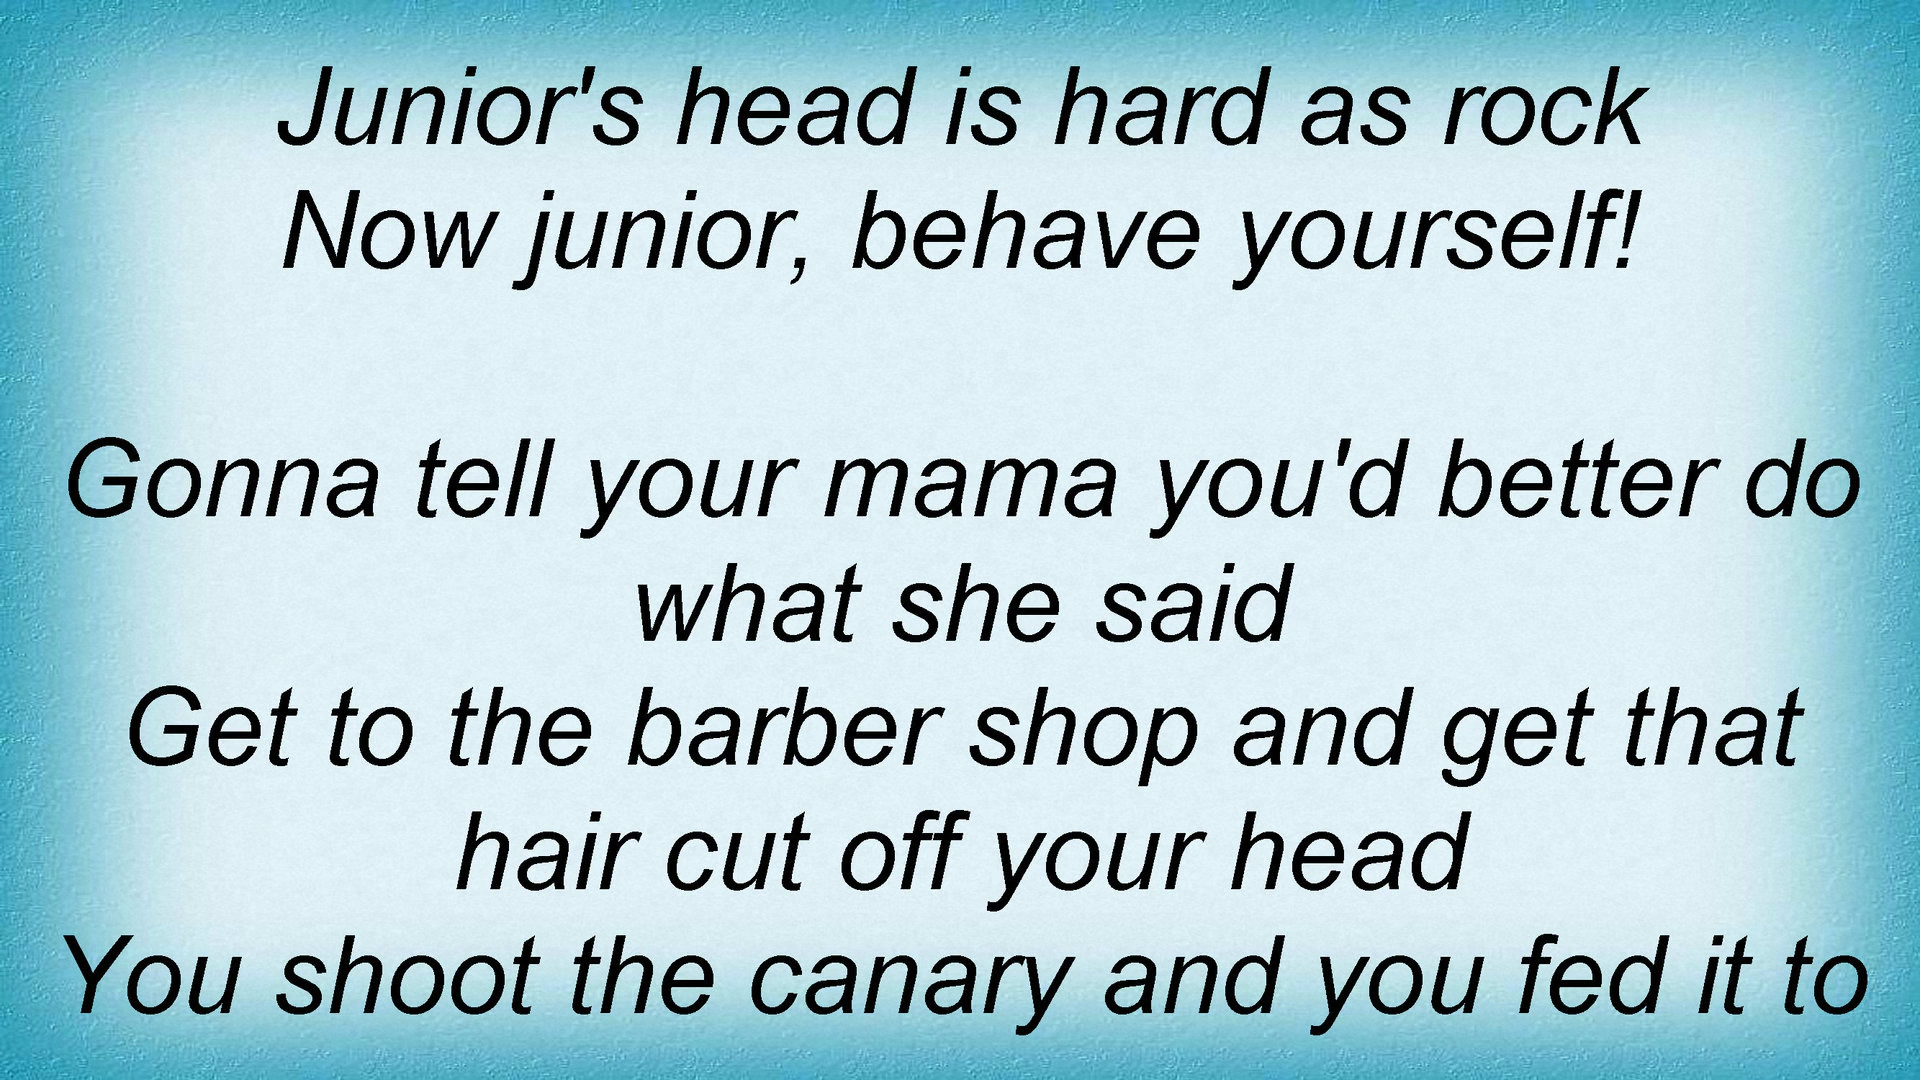 Junior's head is hard as rock
Now junior, behave yourself!
Gonna tell your mama you'd better do
what she said
Get to the barber shop and get that
hair cut off your head
You shoot the canary and you fed it to